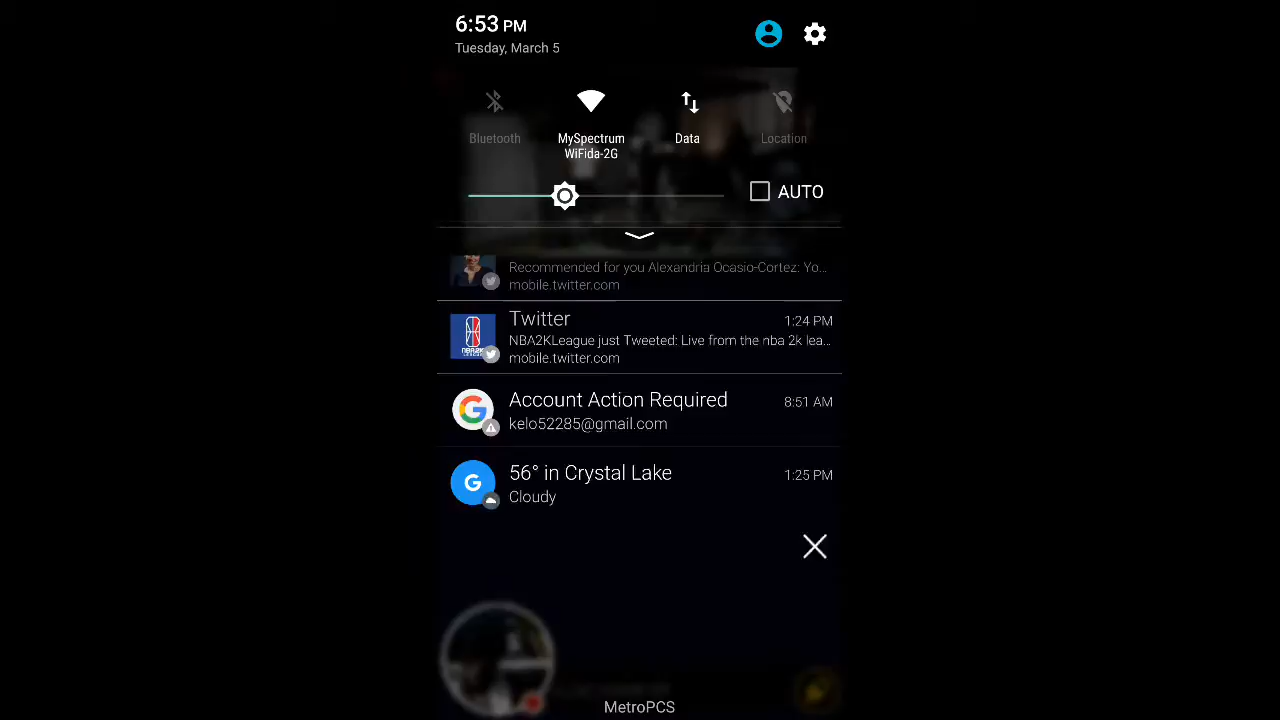 6:53 PM
Tuesday, March 5
Bluetooth
MySpectrum
WiFida-2G
Data
Location
AUTO
Recommended for you Alexandria Ocasio-Cortez: Yo...
mobile.twitter.com
Twitter
1:24 PM
NBA2KLeague just Tweeted: Live from the nba 2k lea...
mobile.twitter.com
NBA2K
LEAGUE
Account Action Required
8:51 AM
kelo52285@gmail.com
56° in Crystal Lake
1:25 PM
Cloudy
MetroPCS